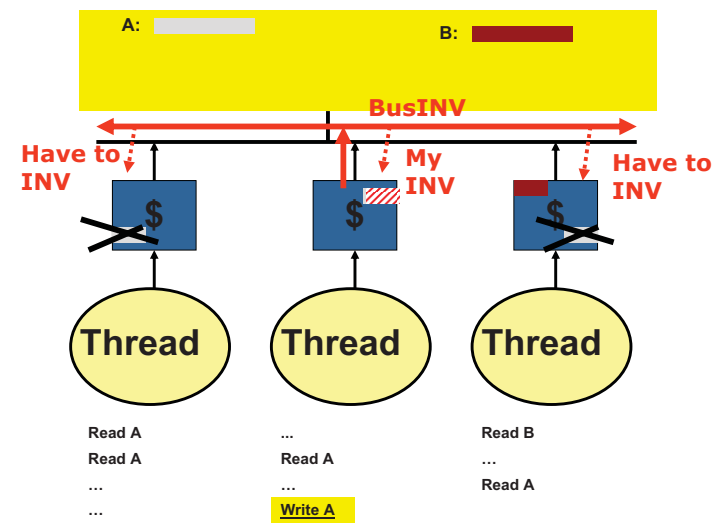 A:
B:
BusINV
Have to
INV
My
INV
Have to
INV
$
$
$
Thread
Thread
Thread
Read A
Read A
…
…
...
Read A
…
Write A
Read B
…
Read A